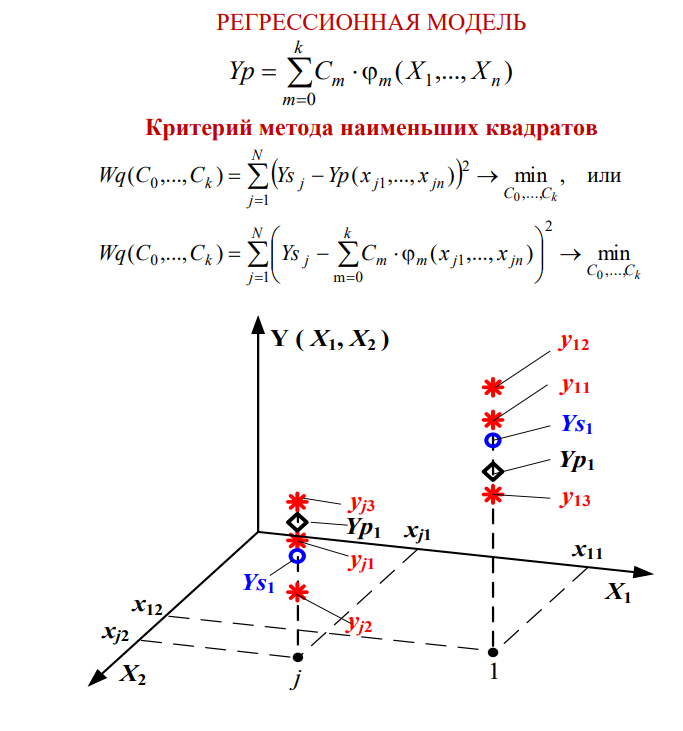 РЕГРЕССИОННАЯ МОДЕЛЬ
Yp = ∑_{m=0}^{k} C_m · φ_m (X_1,..., X_n)
Критерий метода наименьших квадратов
Wq(C_0,...,C_k) = ∑_{j=1}^{N} (Ys_j − Yp(x_{j1},...,x_{jn}))^2 → min_{C_0,...,C_k} , или
Wq(C_0,...,C_k) = ∑_{j=1}^{N} (Ys_j − ∑_{m=0}^{k} C_m · φ_m(x_{j1},...,x_{jn}))^2 → min_{C_0,...,C_k}
Y ( X_1, X_2 )
y_12
y_11
Ys_1
Yp_1
y_13
y_j3
Yp_1
x_j1
y_j1
x_11
Ys_1
X_1
x_12
y_j2
x_j2
X_2
j
1